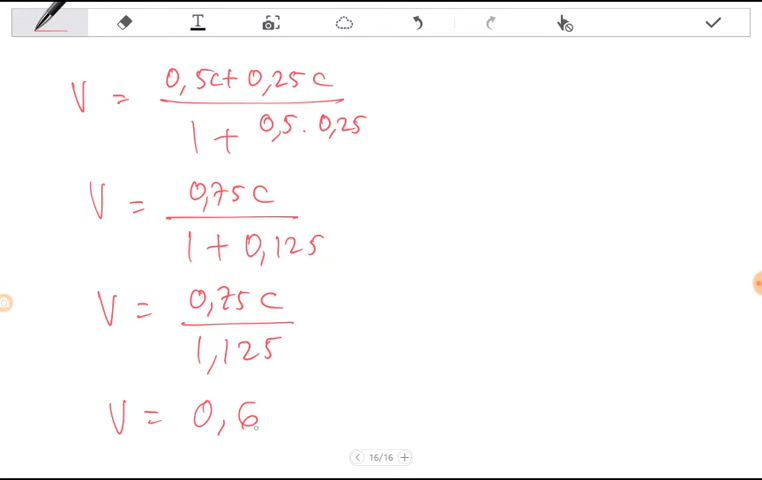 T
V = 0,5c + 0,25c
1 + 0,5 . 0,25
V = 0,75 c
1 + 0,125
V = 0,75 c
1,125
V = 0,6
16/16